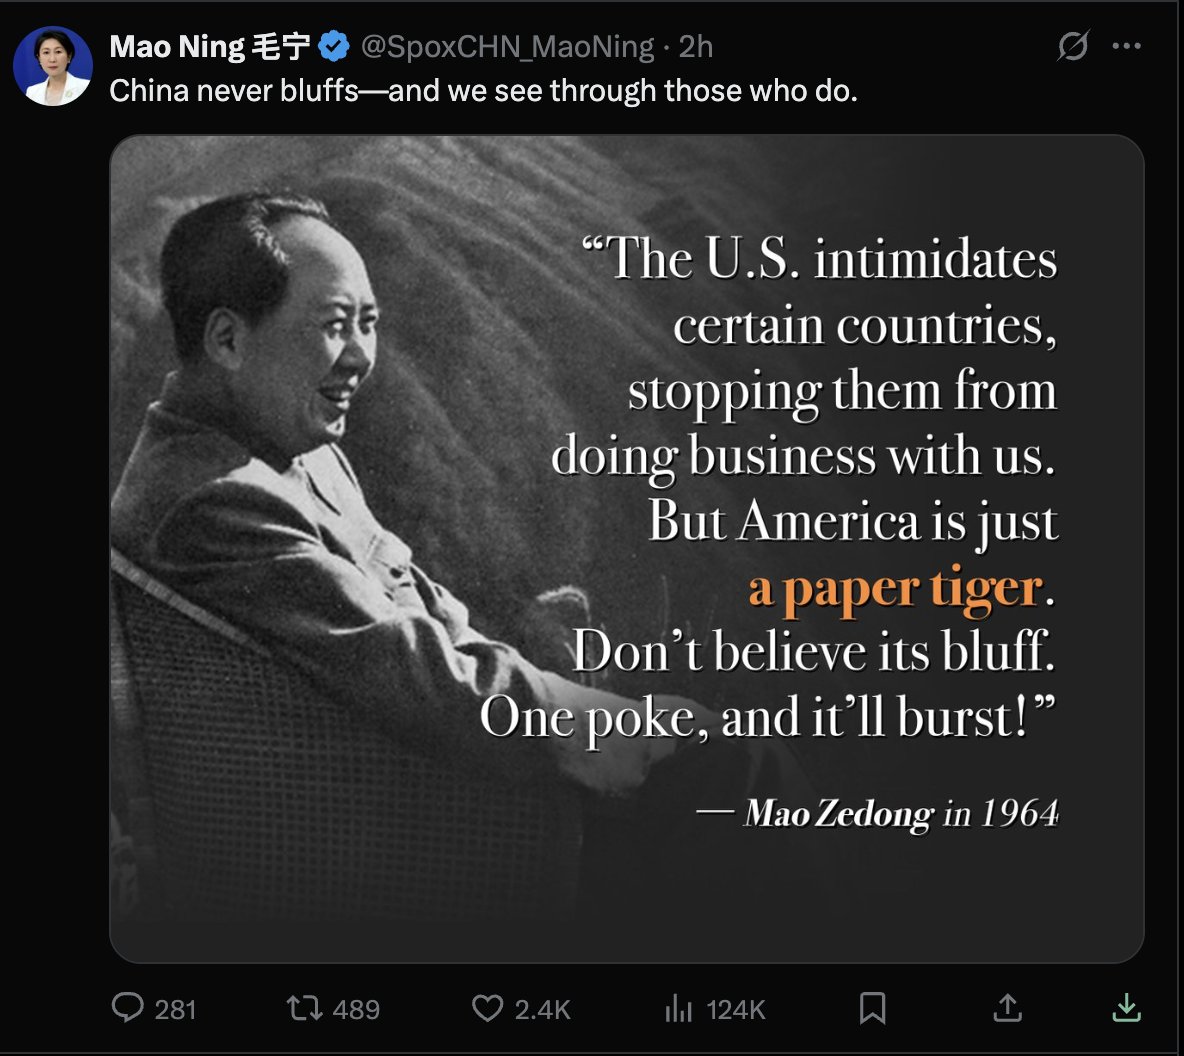 Mao Ning 毛宁 @SpoxCHN_MaoNing · 2h
China never bluffs—and we see through those who do.
“The U.S. intimidates
certain countries,
stopping them from
doing business with us.
But America is just
a paper tiger.
Don’t believe its bluff.
One poke, and it’ll burst!”
— Mao Zedong in 1964
281 489 2.4K 124K